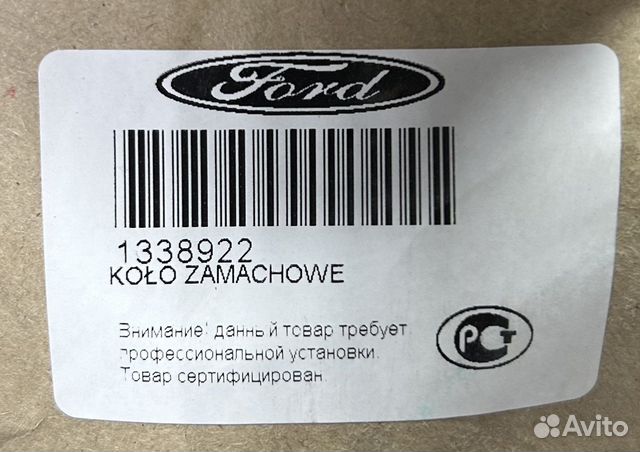 Ford
1338922
KOŁO ZAMACHOWE
Внимание! данный товар требует
профессиональной установки.
Товар сертифицирован.
РСТ
Avito